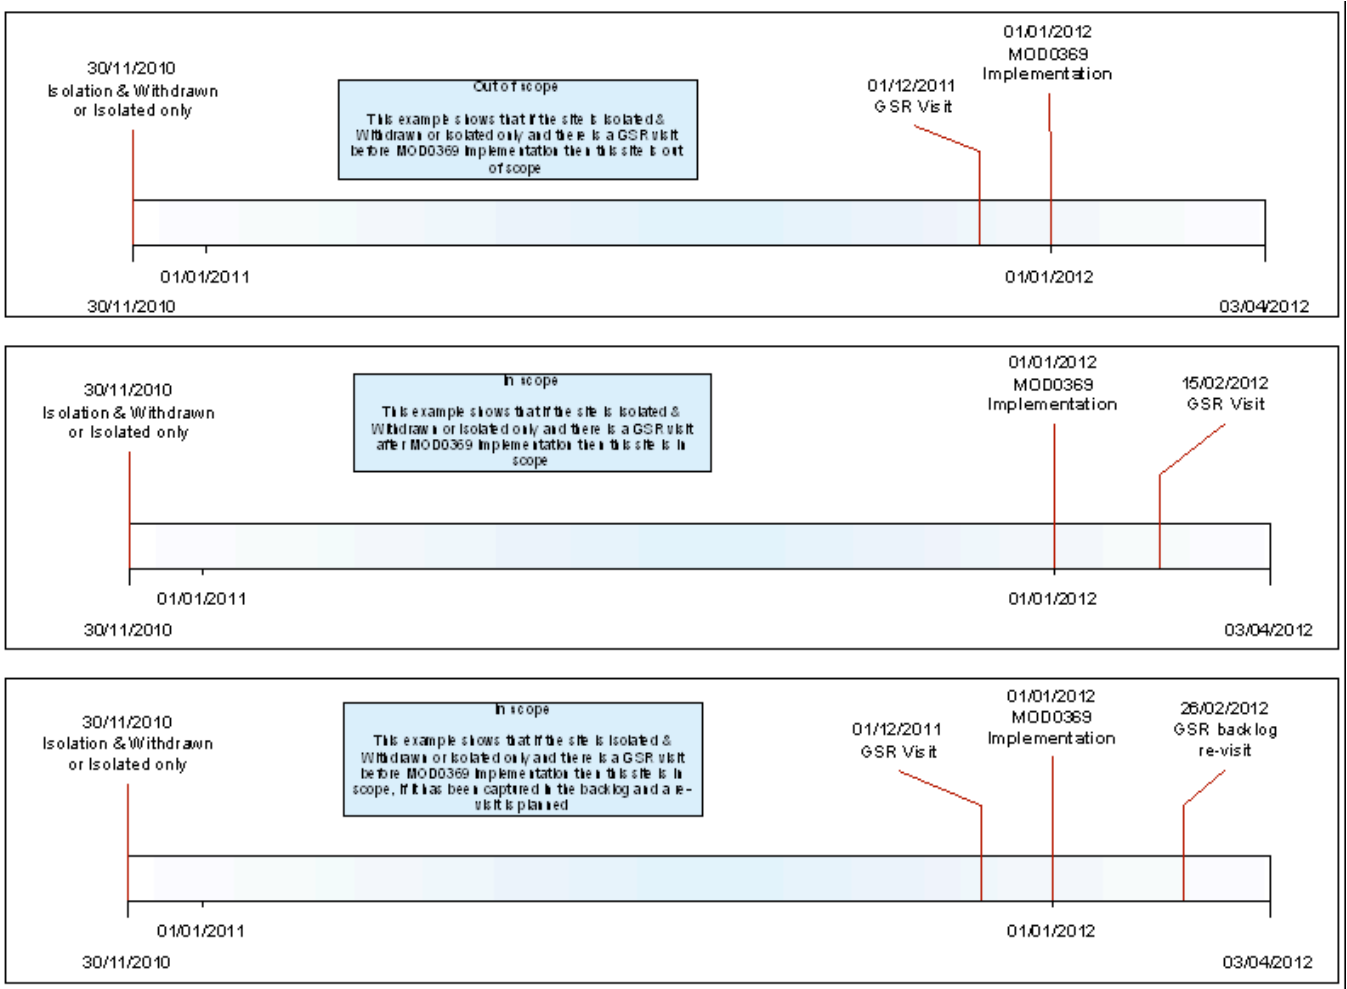 01/01/2012
MOD0369
Implementation
30/11/2010
Isolation & Withdrawn
or Isolated only
01/12/2011
GSR Visit
Out of scope
This example shows that if the site is Isolated &
Withdrawn or Isolated only and there is a GSR visit
before MOD0369 Implementation then this site is out
of scope
01/01/2011
01/01/2012
30/11/2010
03/04/2012
01/01/2012
MOD0369
Implementation
15/02/2012
GSR Visit
30/11/2010
Isolation & Withdrawn
or Isolated only
In scope
This example shows that if the site is Isolated &
Withdrawn or Isolated only and there is a GSR visit
after MOD0369 Implementation then this site is in
scope
01/01/2011
01/01/2012
30/11/2010
03/04/2012
01/01/2012
MOD0369
Implementation
26/02/2012
GSR backlog
re-visit
30/11/2010
Isolation & Withdrawn
or Isolated only
01/12/2011
GSR Visit
In scope
This example shows that if the site is Isolated &
Withdrawn or Isolated only and there is a GSR visit
before MOD0369 Implementation then this site is in
scope, if it has been captured in the backlog and a re-
visit is planned
01/01/2011
01/01/2012
30/11/2010
03/04/2012